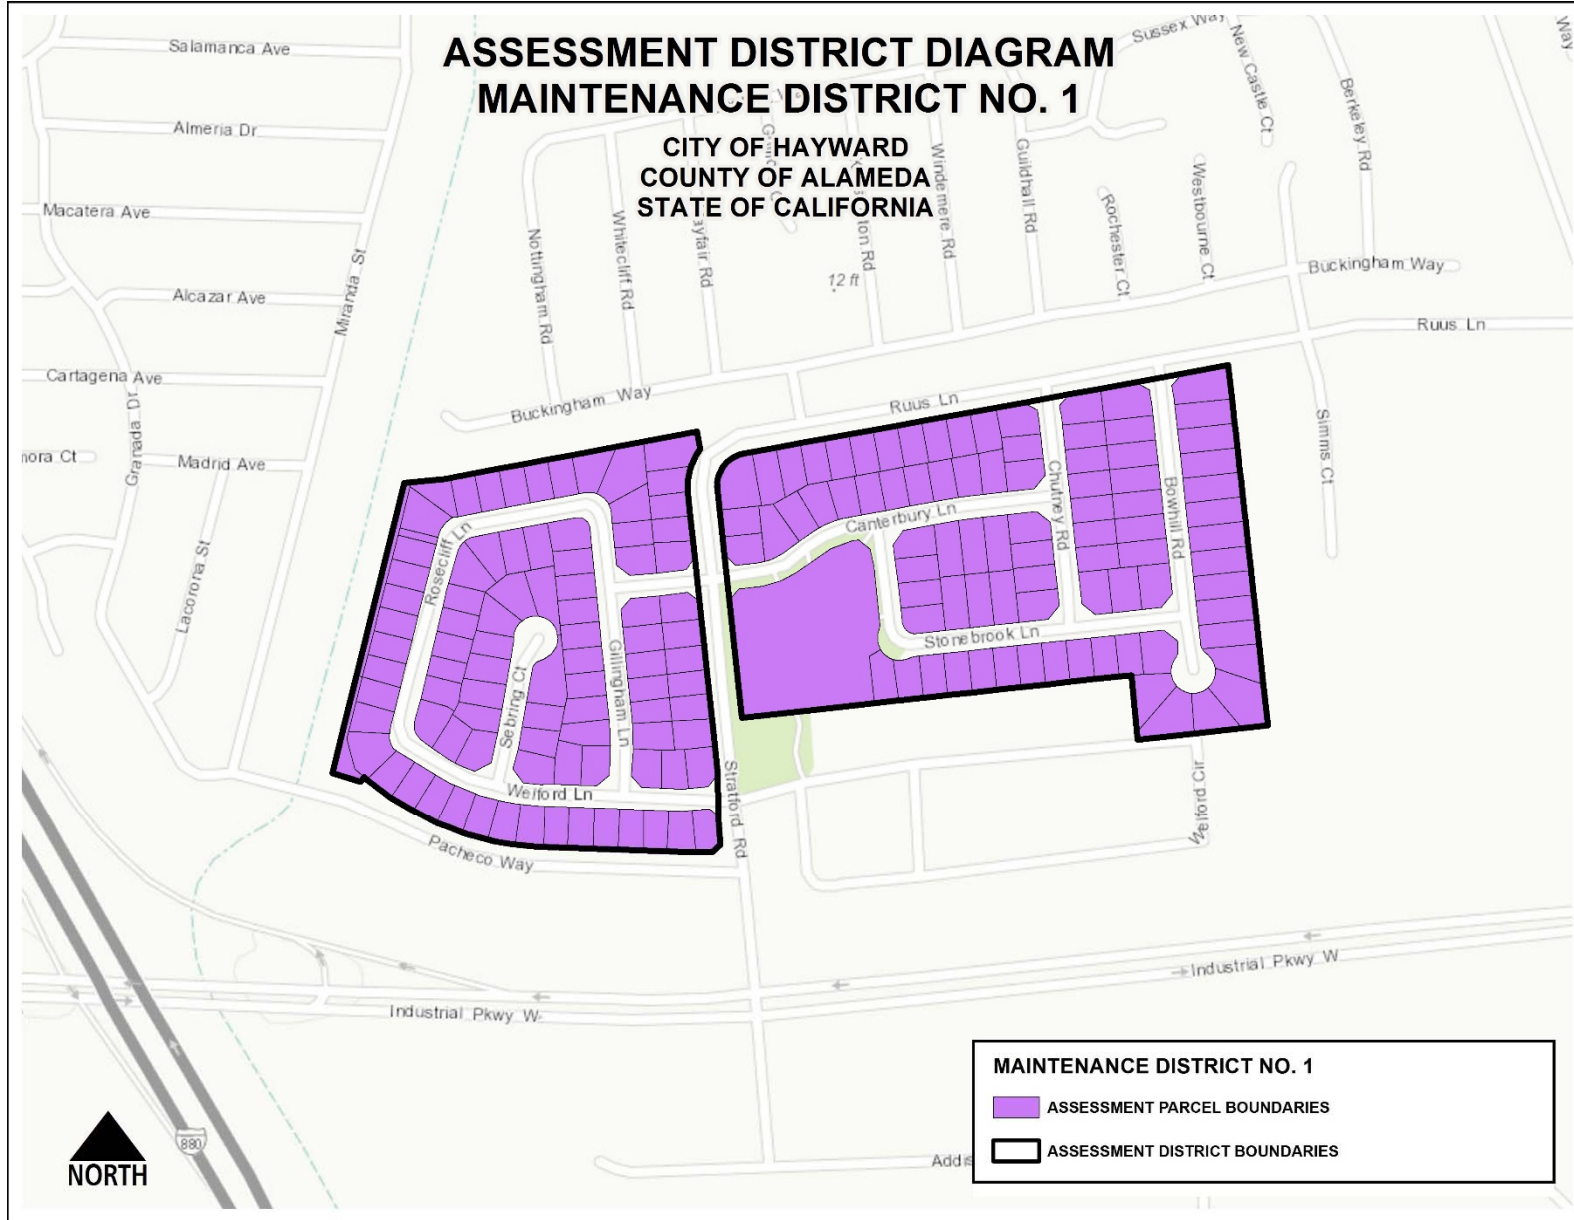 ASSESSMENT DISTRICT DIAGRAM
MAINTENANCE DISTRICT NO. 1
CITY OF HAYWARD
COUNTY OF ALAMEDA
STATE OF CALIFORNIA
Salamanca Ave
Almeria Dr
Macatera Ave
Alcazar Ave
Cartagena Ave
Madrid Ave
Miranda St
Granada Dr
Lacorona St
Sussex Way
New Castle Ct
Berkeley Rd
Way
Nottingham Rd
Whitecliff Rd
Windemere Rd
Guildhall Rd
Rochester Ct
Westbourne Ct
12 ft
Buckingham Way
Buckingham Way
Ruus Ln
Ruus Ln
Simms Ct
Canterbury Ln
Chutney Rd
Bowhill Rd
Stonebrook Ln
Rosecliff Ln
Sebring Ct
Gillingham Ln
Welford Ln
Stratford Rd
Welford Cir
Pacheco Way
Industrial Pkwy W
Industrial Pkwy W
880
NORTH
MAINTENANCE DISTRICT NO. 1
ASSESSMENT PARCEL BOUNDARIES
ASSESSMENT DISTRICT BOUNDARIES